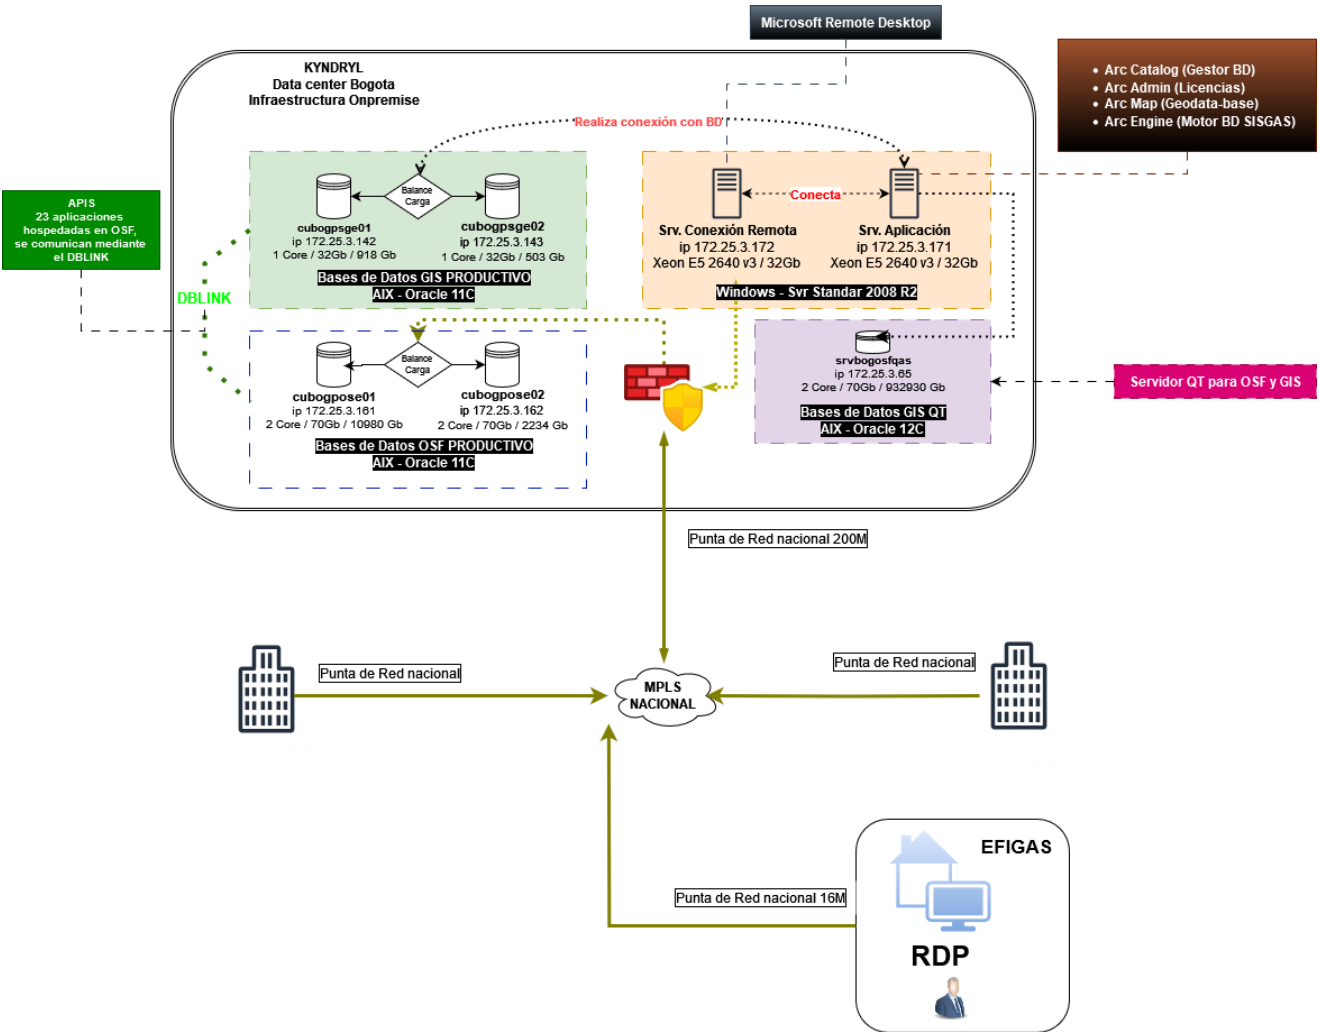 Microsoft Remote Desktop
KYNDRYL
Data center Bogota
Infraestructura Onpremise
Arc Catalog (Gestor BD)
Arc Admin (Licencias)
Arc Map (Geodata-base)
Arc Engine (Motor BD SISGAS)
Realiza conexión con BD
Balance
Carga
cubogpsge01
ip 172.25.3.142
1 Core / 32Gb / 918 Gb
cubogpsge02
ip 172.25.3.143
1 Core / 32Gb / 503 Gb
Bases de Datos GIS PRODUCTIVO
AIX - Oracle 11C
Conecta
Srv. Conexión Remota
ip 172.25.3.172
Xeon E5 2640 v3 / 32Gb
Srv. Aplicación
ip 172.25.3.171
Xeon E5 2640 v3 / 32Gb
Windows - Svr Standar 2008 R2
APIS
23 aplicaciones
hospedadas en OSF,
se comunican mediante
el DBLINK
DBLINK
Balance
Carga
cubogpose01
ip 172.25.3.161
2 Core / 70Gb / 10980 Gb
cubogpose02
ip 172.25.3.162
2 Core / 70Gb / 2234 Gb
Bases de Datos OSF PRODUCTIVO
AIX - Oracle 11C
srvbogosfqas
ip 172.25.3.65
2 Core / 70Gb / 932930 Gb
Bases de Datos GIS QT
AIX - Oracle 12C
Servidor QT para OSF y GIS
Punta de Red nacional 200M
Punta de Red nacional
Punta de Red nacional
MPLS
NACIONAL
Punta de Red nacional 16M
EFIGAS
RDP